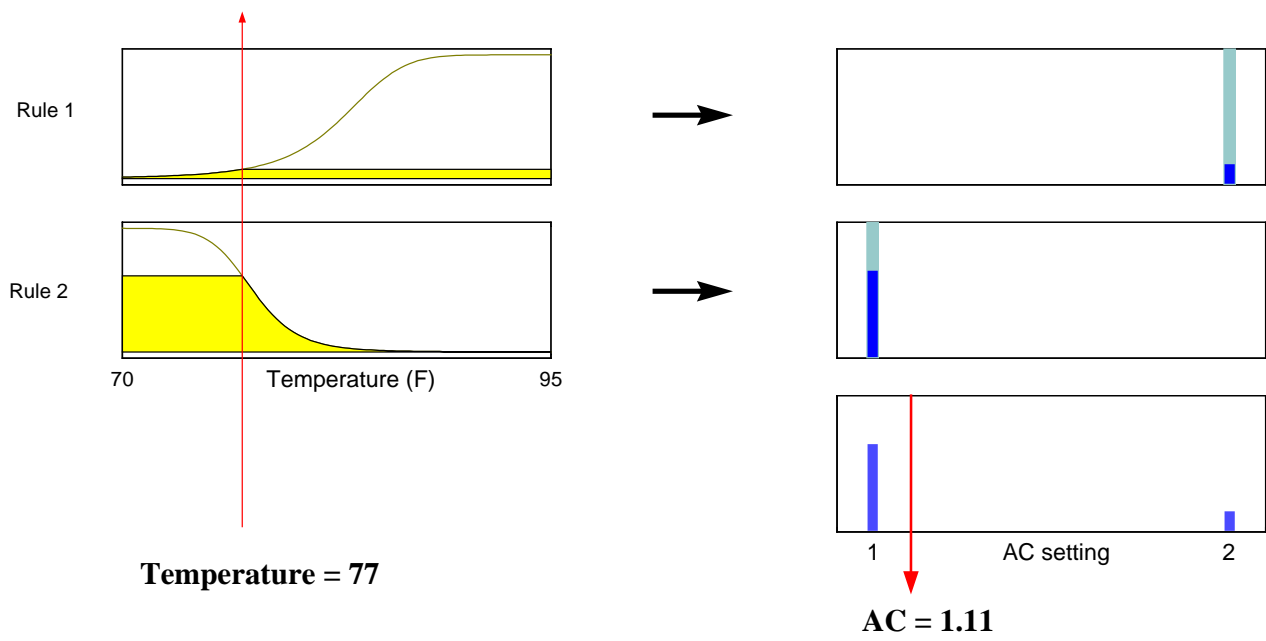 Rule 1
Rule 2
70 Temperature (F) 95
1 AC setting 2
Temperature = 77
AC = 1.11